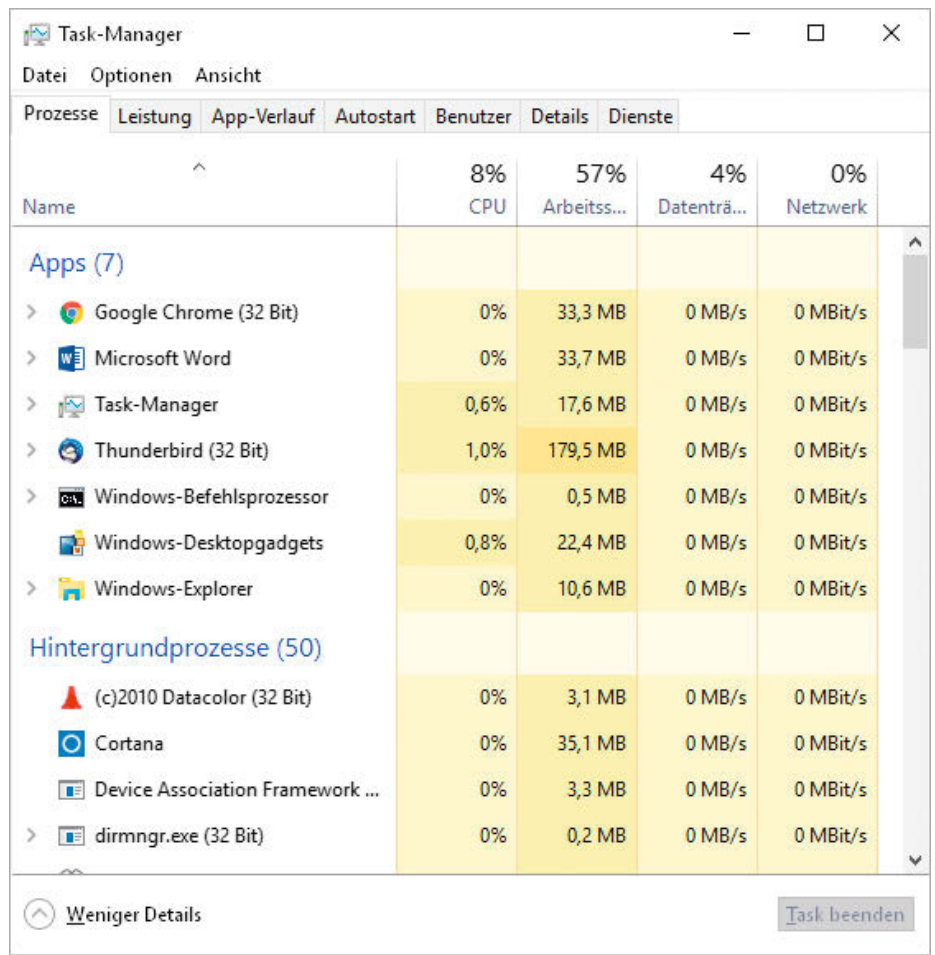 Task-Manager
Datei Optionen Ansicht
Prozesse Leistung App-Verlauf Autostart Benutzer Details Dienste
8% 57% 4% 0%
Name CPU Arbeitss... Datenträ... Netzwerk
Apps (7)
Google Chrome (32 Bit) 0% 33,3 MB 0 MB/s 0 MBit/s
Microsoft Word 0% 33,7 MB 0 MB/s 0 MBit/s
Task-Manager 0,6% 17,6 MB 0 MB/s 0 MBit/s
Thunderbird (32 Bit) 1,0% 179,5 MB 0 MB/s 0 MBit/s
Windows-Befehlsprozessor 0% 0,5 MB 0 MB/s 0 MBit/s
Windows-Desktopgadgets 0,8% 22,4 MB 0 MB/s 0 MBit/s
Windows-Explorer 0% 10,6 MB 0 MB/s 0 MBit/s
Hintergrundprozesse (50)
(c)2010 Datacolor (32 Bit) 0% 3,1 MB 0 MB/s 0 MBit/s
Cortana 0% 35,1 MB 0 MB/s 0 MBit/s
Device Association Framework ... 0% 3,3 MB 0 MB/s 0 MBit/s
dirmngr.exe (32 Bit) 0% 0,2 MB 0 MB/s 0 MBit/s
Weniger Details Task beenden